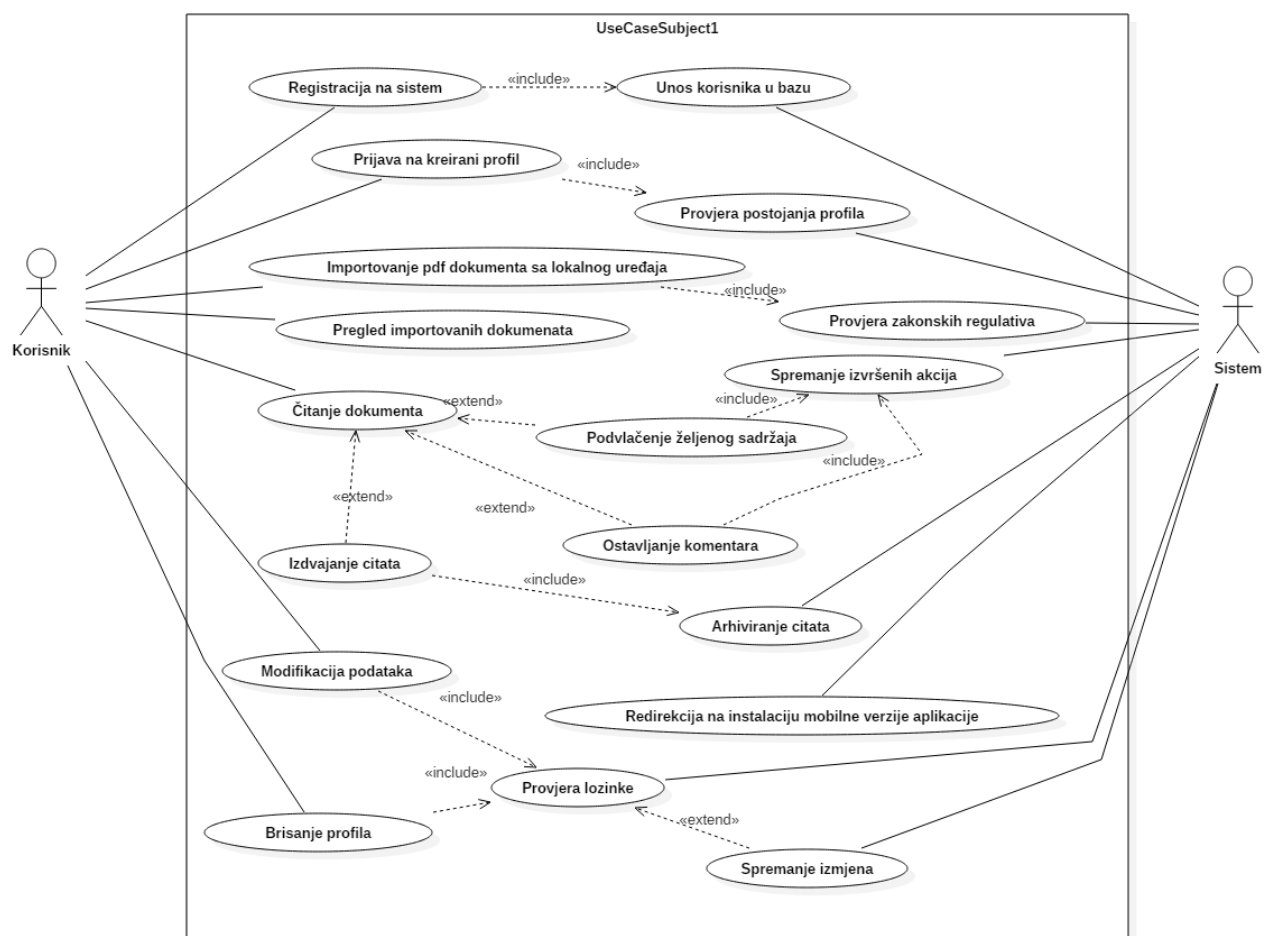 UseCaseSubject1
Registracija na sistem
«include»
Unos korisnika u bazu
Prijava na kreirani profil
«include»
Provjera postojanja profila
Importovanje pdf dokumenta sa lokalnog uređaja
«include»
Provjera zakonskih regulativa
Pregled importovanih dokumenata
Korisnik
Sistem
Spremanje izvršenih akcija
Čitanje dokumenta
«extend»
«include»
Podvlačenje željenog sadržaja
«include»
«extend»
«extend»
Ostavljanje komentara
Izdvajanje citata
«include»
Arhiviranje citata
Modifikacija podataka
«include»
Redirekcija na instalaciju mobilne verzije aplikacije
«include»
Provjera lozinke
Brisanje profila
«extend»
Spremanje izmjena